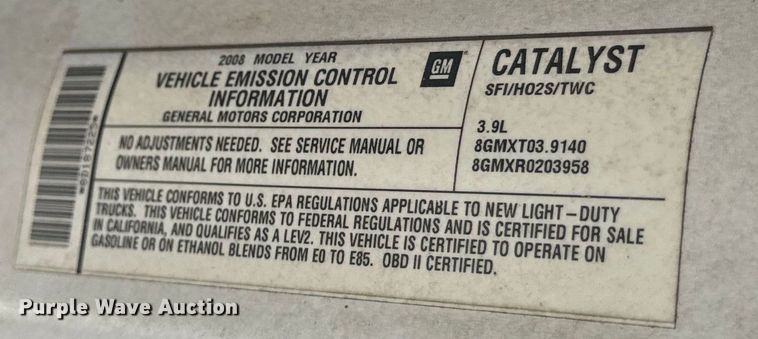 2008 MODEL YEAR
VEHICLE EMISSION CONTROL
INFORMATION
GENERAL MOTORS CORPORATION
GM
NO ADJUSTMENTS NEEDED. SEE SERVICE MANUAL OR
OWNERS MANUAL FOR MORE INFORMATION.
CATALYST
SFI/HO2S/TWC
3.9L
8GMXT03.9140
8GMXR0203958
THIS VEHICLE CONFORMS TO U.S. EPA REGULATIONS APPLICABLE TO NEW LIGHT-DUTY
TRUCKS. THIS VEHICLE CONFORMS TO FEDERAL REGULATIONS AND IS CERTIFIED FOR SALE
IN CALIFORNIA, AND QUALIFIES AS A LEV2. THIS VEHICLE IS CERTIFIED TO OPERATE ON
GASOLINE OR ON ETHANOL BLENDS FROM E0 TO E85. OBD II CERTIFIED.
Purple Wave Auction